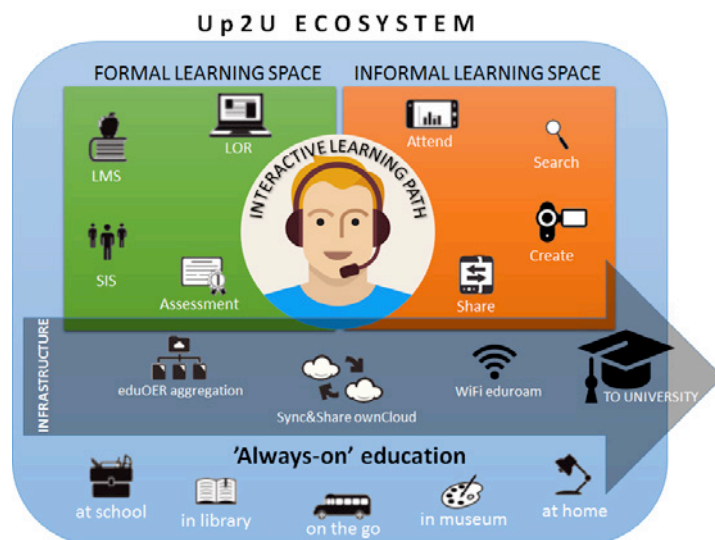 Up2U ECOSYSTEM
FORMAL LEARNING SPACE
INFORMAL LEARNING SPACE
LMS
LOR
SIS
Assessment
INTERACTIVE LEARNING PATH
Attend
Search
Create
Share
INFRASTRUCTURE
eduOER aggregation
Sync&Share ownCloud
WiFi eduroam
TO UNIVERSITY
'Always-on' education
at school
in library
on the go
in museum
at home